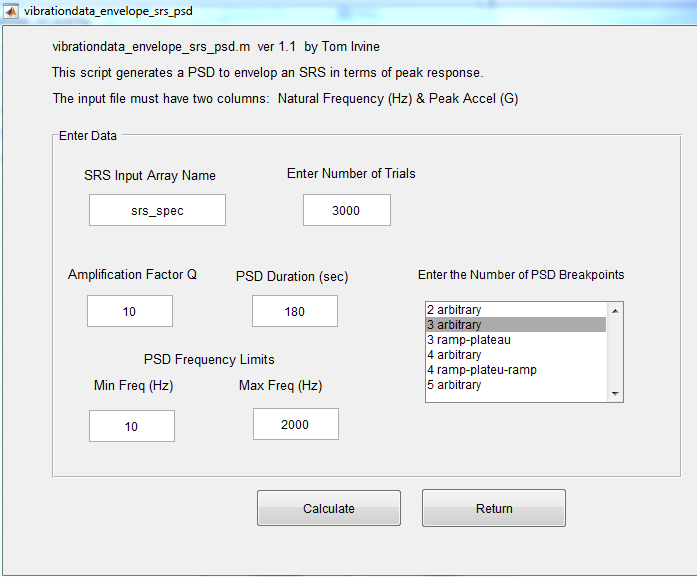 vibrationdata_envelope_srs_psd
vibrationdata_envelope_srs_psd.m ver 1.1 by Tom Irvine
This script generates a PSD to envelop an SRS in terms of peak response.
The input file must have two columns: Natural Frequency (Hz) & Peak Accel (G)
Enter Data
SRS Input Array Name
Enter Number of Trials
srs_spec
3000
Amplification Factor Q
PSD Duration (sec)
Enter the Number of PSD Breakpoints
10
180
2 arbitrary
3 arbitrary
3 ramp-plateau
4 arbitrary
4 ramp-plateu-ramp
5 arbitrary
PSD Frequency Limits
Min Freq (Hz)
Max Freq (Hz)
10
2000
Calculate
Return